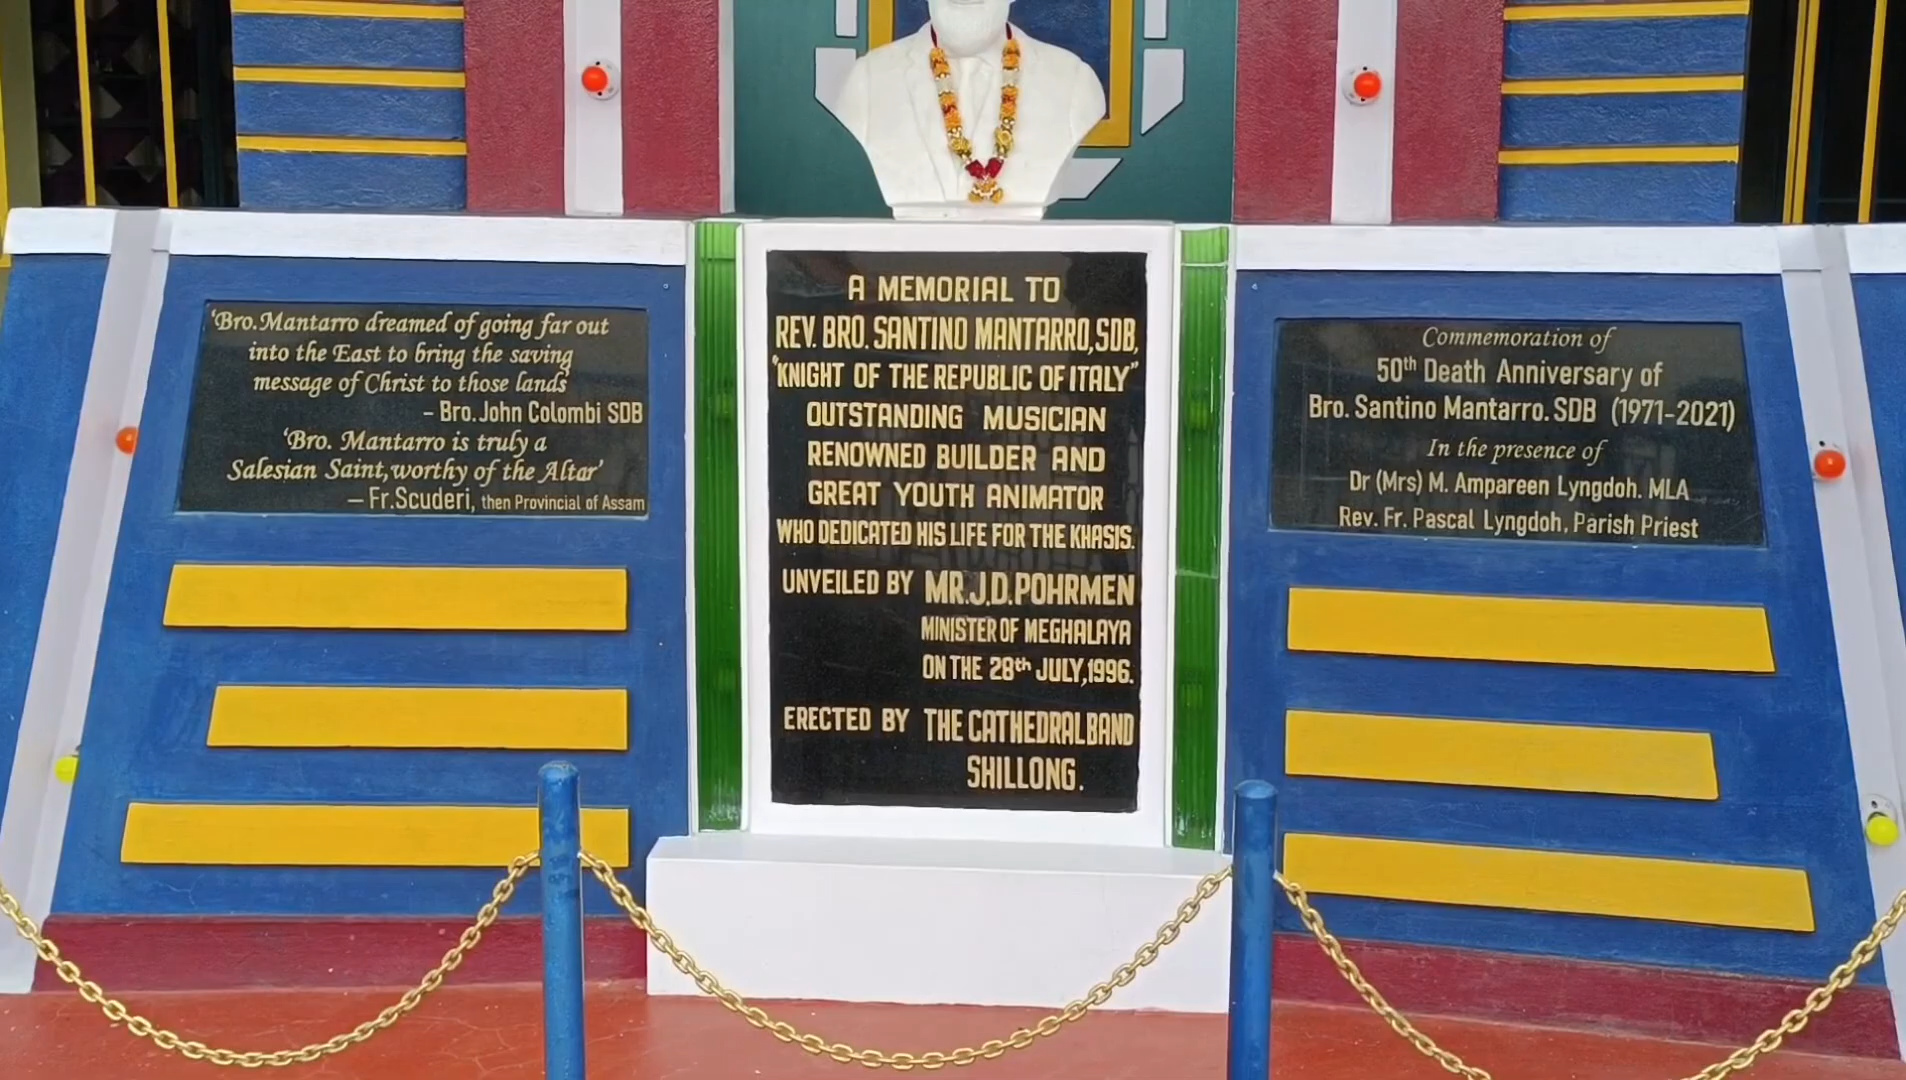 'Bro. Mantarro dreamed of going far out
into the East to bring the saving
message of Christ to those lands'
– Bro. John Colombi SDB
'Bro. Mantarro is truly a
Salesian Saint, worthy of the Altar'
– Fr. Scuderi, then Provincial of Assam
A MEMORIAL TO
REV. BRO. SANTINO MANTARRO, SDB,
"KNIGHT OF THE REPUBLIC OF ITALY"
OUTSTANDING MUSICIAN
RENOWNED BUILDER AND
GREAT YOUTH ANIMATOR
WHO DEDICATED HIS LIFE FOR THE KHASIS.
UNVEILED BY MR. J.D. POHRMEN
MINISTER OF MEGHALAYA
ON THE 28th JULY, 1996.
ERECTED BY THE CATHEDRAL BAND
SHILLONG.
Commemoration of
50th Death Anniversary of
Bro. Santino Mantarro. SDB (1971-2021)
In the presence of
Dr (Mrs) M. Ampareen Lyngdoh. MLA
Rev. Fr. Pascal Lyngdoh, Parish Priest